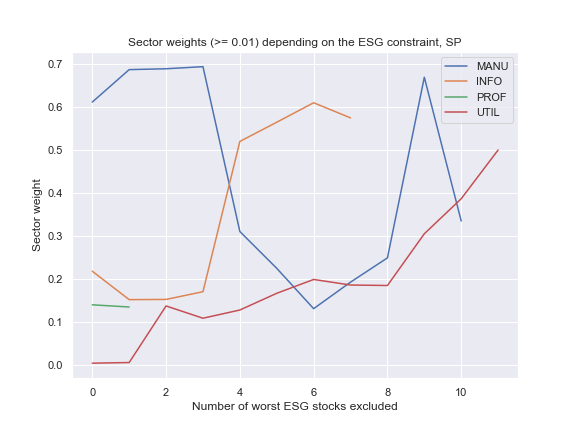 Sector weights (>= 0.01) depending on the ESG constraint, SP
MANU
INFO
PROF
UTIL
Sector weight
0.7
0.6
0.5
0.4
0.3
0.2
0.1
0.0
0 2 4 6 8 10
Number of worst ESG stocks excluded